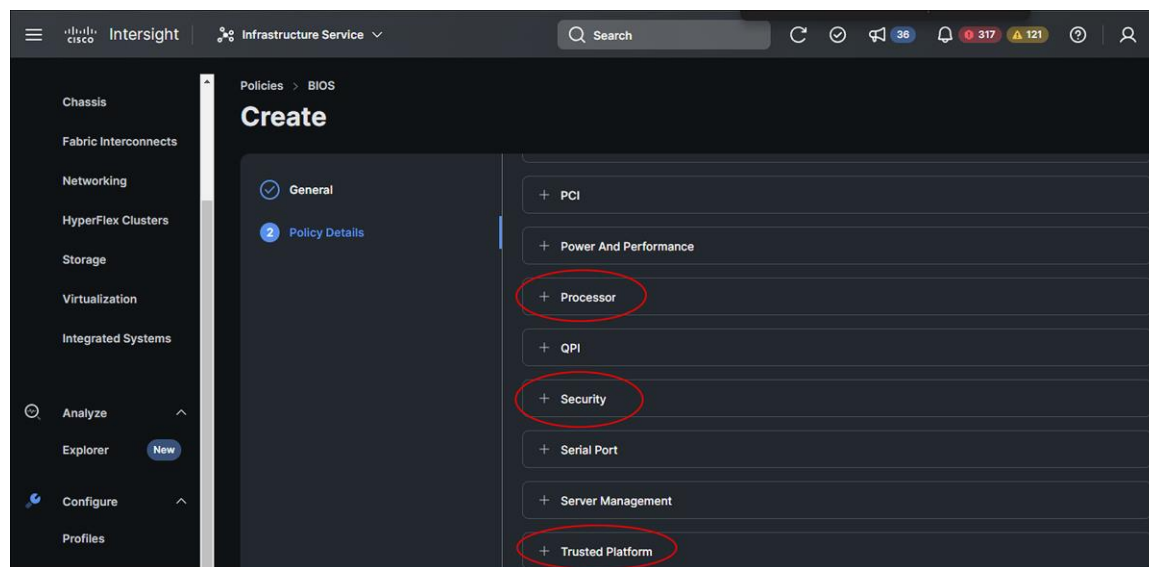 cisco Intersight
Infrastructure Service
Search
36
317
121
Chassis
Fabric Interconnects
Networking
HyperFlex Clusters
Storage
Virtualization
Integrated Systems
Analyze
Explorer New
Configure
Profiles
Policies > BIOS
Create
General
2 Policy Details
+ PCI
+ Power And Performance
+ Processor
+ QPI
+ Security
+ Serial Port
+ Server Management
+ Trusted Platform